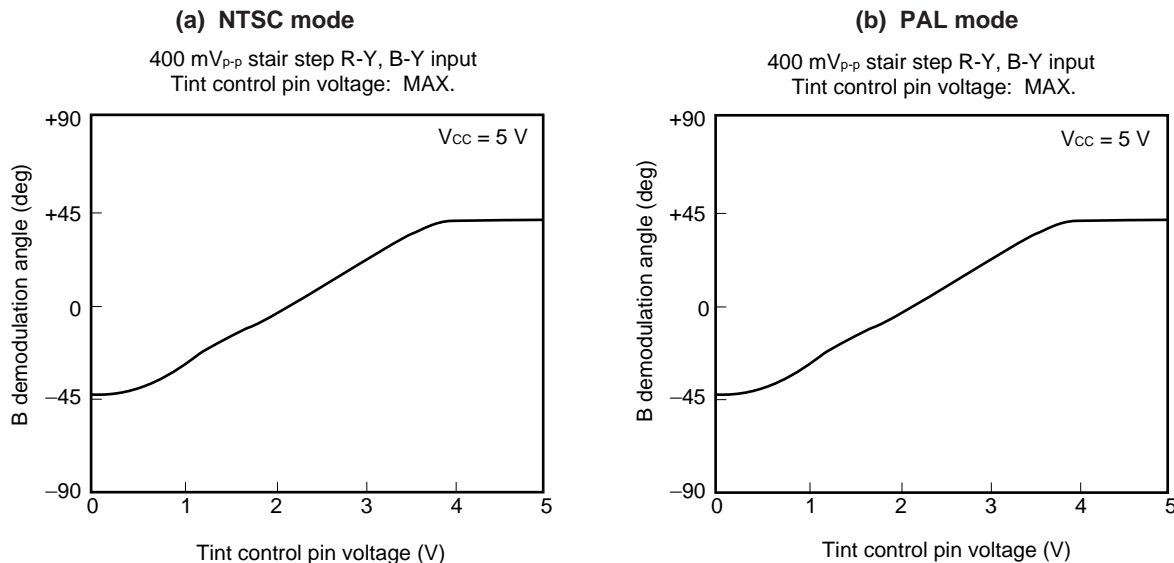 (a) NTSC mode
400 mVp-p stair step R-Y, B-Y input
Tint control pin voltage: MAX.
VCC = 5 V
B demodulation angle (deg)
+90
+45
0
−45
−90
0 1 2 3 4 5
Tint control pin voltage (V)
(b) PAL mode
400 mVp-p stair step R-Y, B-Y input
Tint control pin voltage: MAX.
VCC = 5 V
B demodulation angle (deg)
+90
+45
0
−45
−90
0 1 2 3 4 5
Tint control pin voltage (V)